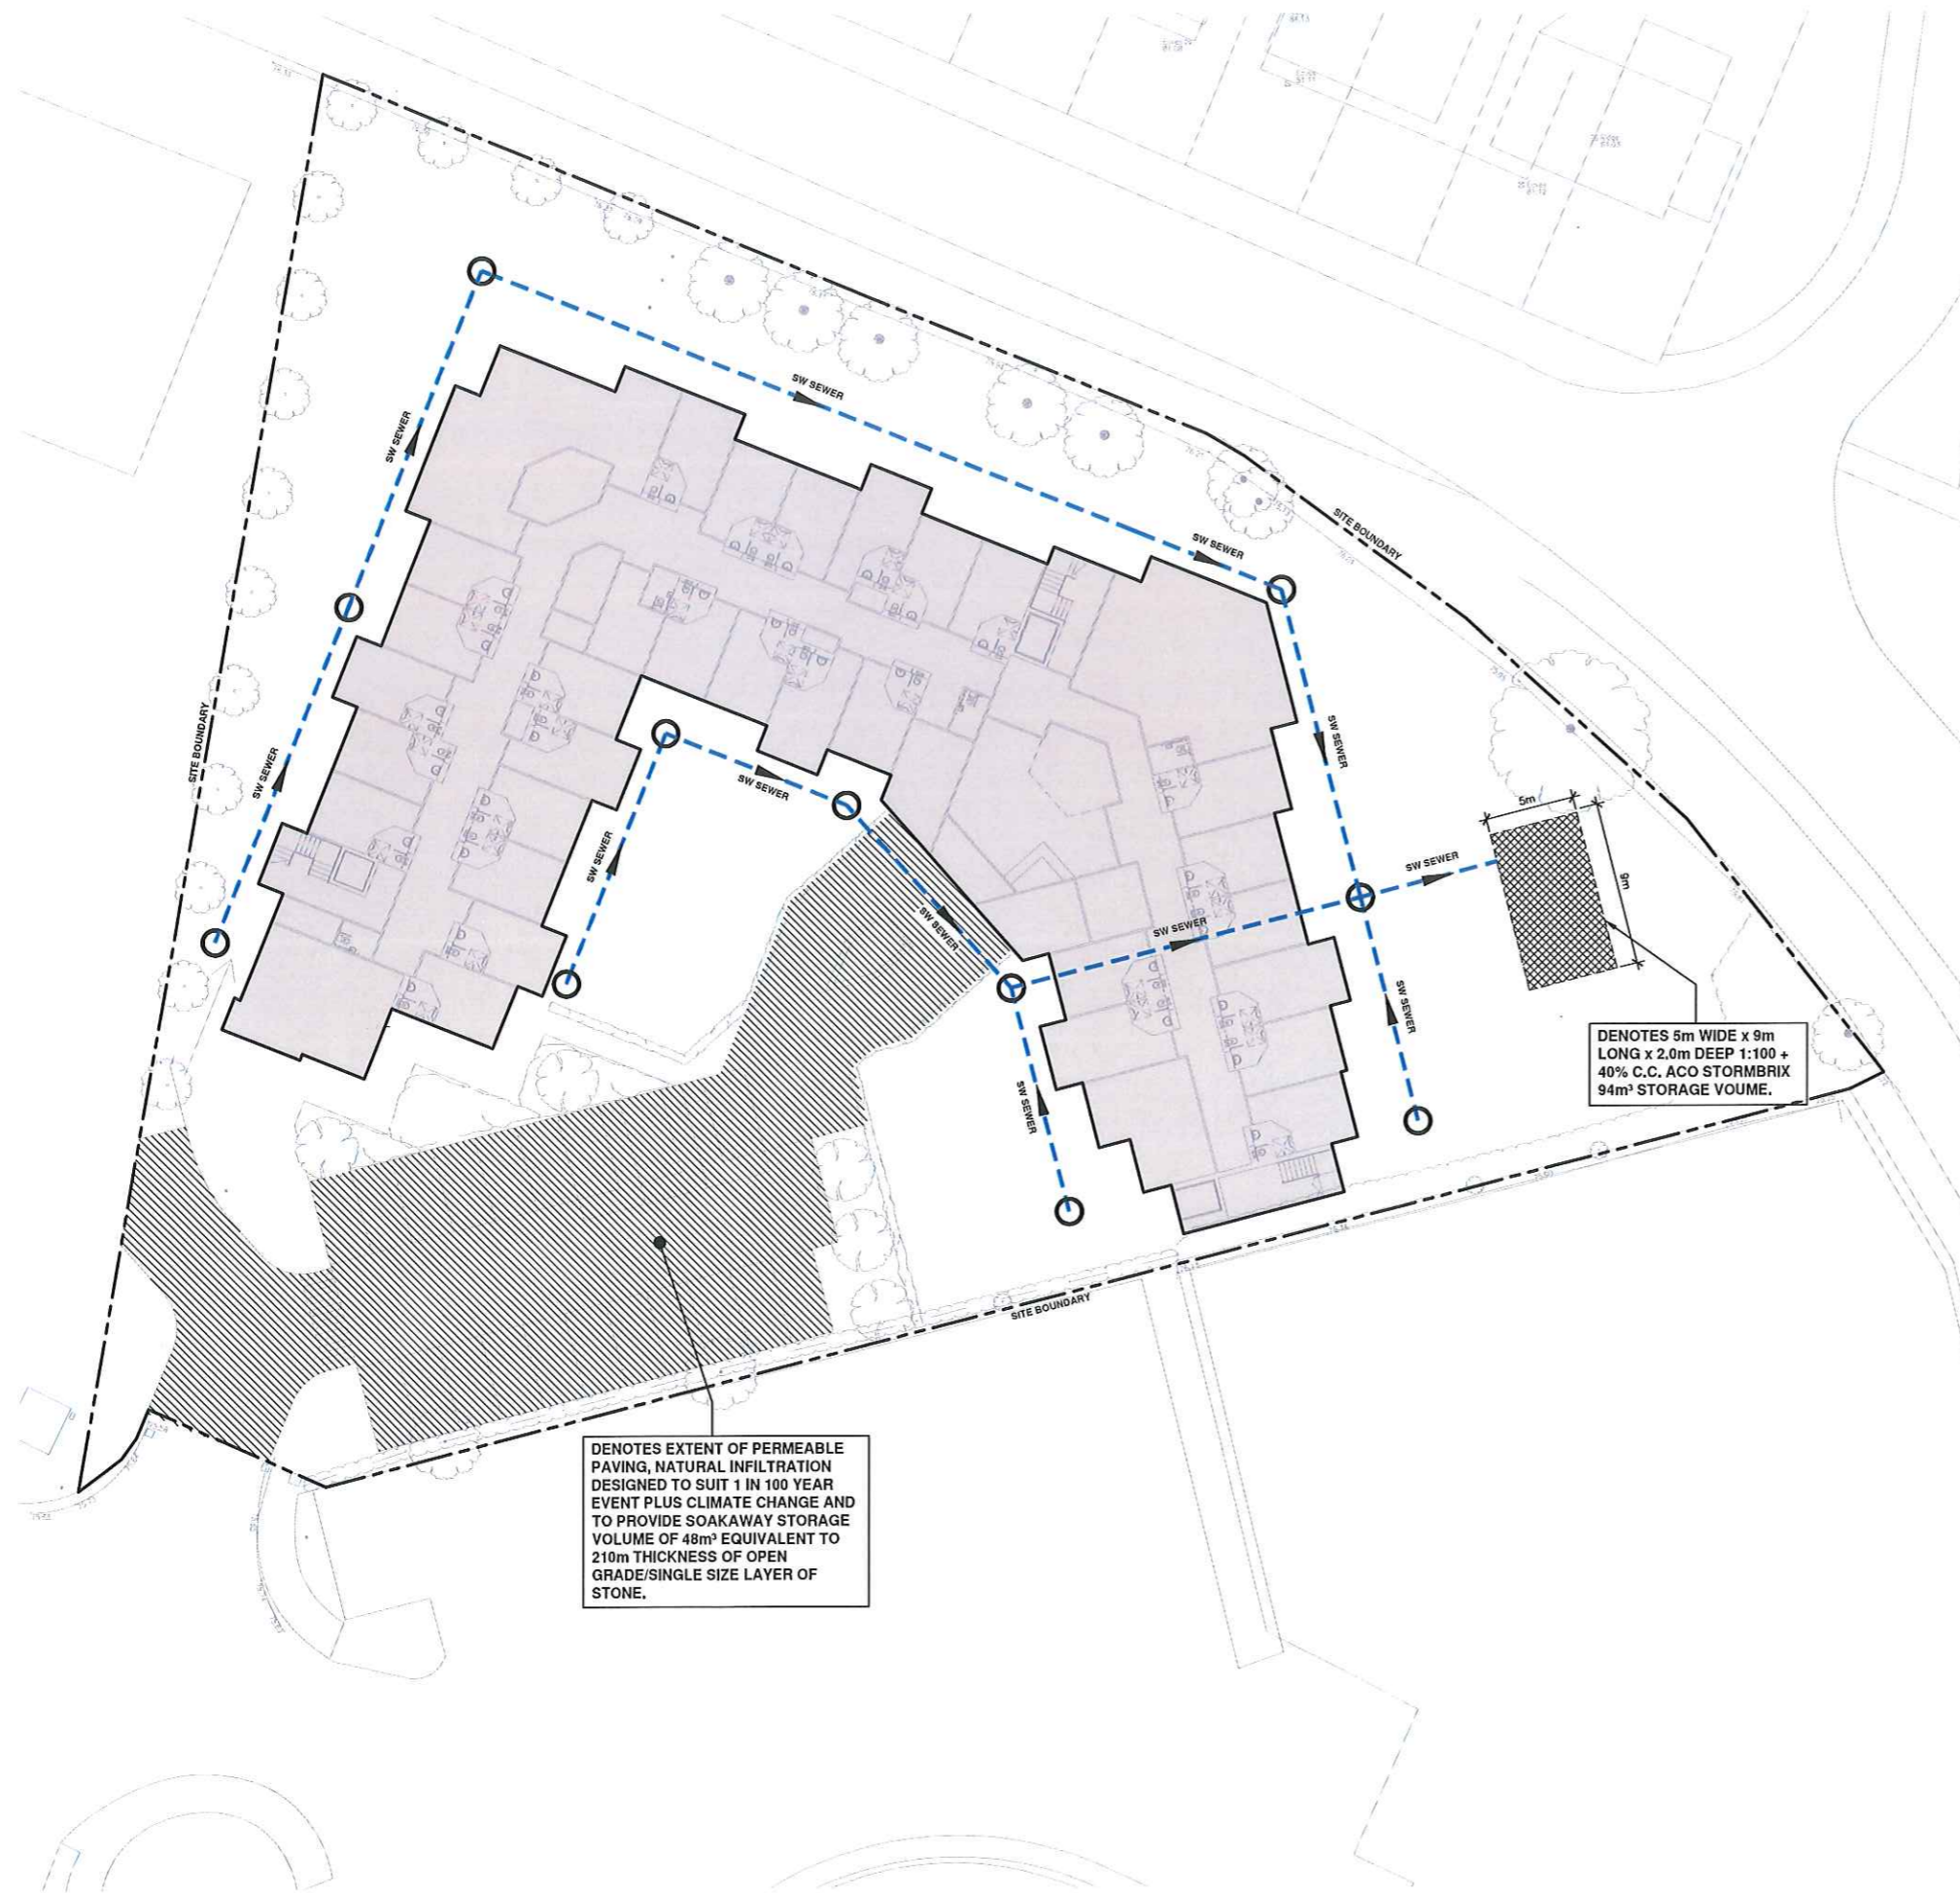 SW SEWER
SW SEWER
SITE BOUNDARY
SW SEWER
SW SEWER
SITE BOUNDARY
SW SEWER
SW SEWER
5m
9m
SW SEWER
SW SEWER
SW SEWER
SW SEWER
SW SEWER
SW SEWER
SW SEWER
DENOTES 5m WIDE x 9m
LONG x 2.0m DEEP 1:100 +
40% C.C. ACO STORMBRIX
94m³ STORAGE VOUME.
SITE BOUNDARY
DENOTES EXTENT OF PERMEABLE
PAVING, NATURAL INFILTRATION
DESIGNED TO SUIT 1 IN 100 YEAR
EVENT PLUS CLIMATE CHANGE AND
TO PROVIDE SOAKAWAY STORAGE
VOLUME OF 48m³ EQUIVALENT TO
210m THICKNESS OF OPEN
GRADE/SINGLE SIZE LAYER OF
STONE.